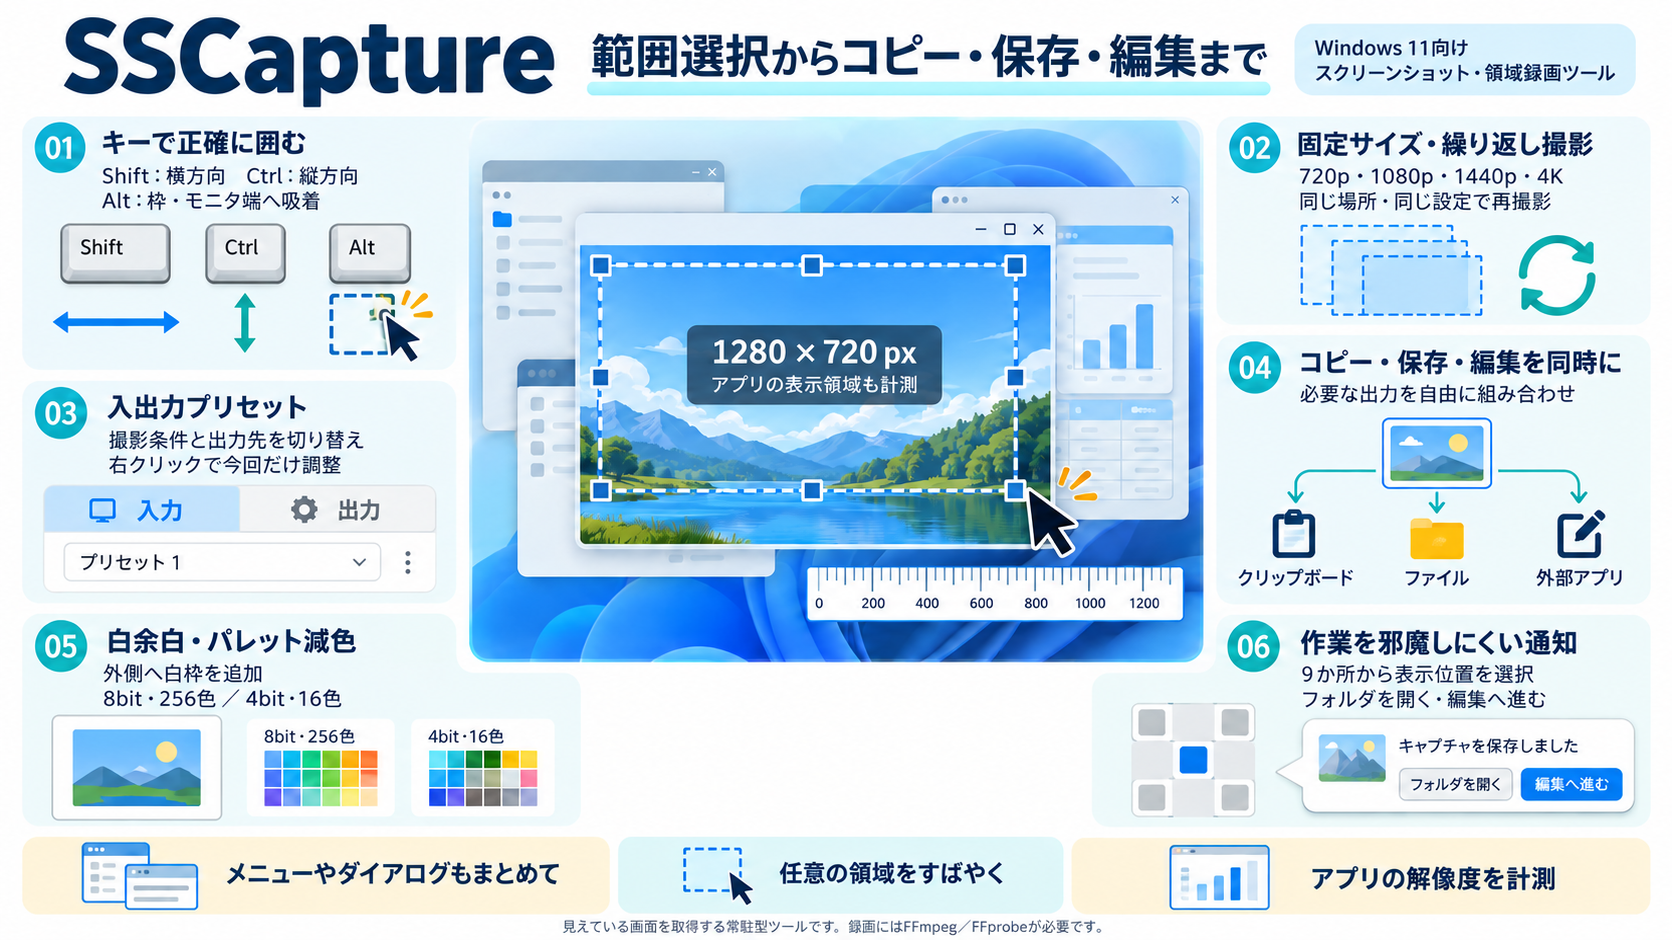 SSCapture
範囲選択からコピー・保存・編集まで
Windows 11向け
スクリーンショット・領域録画ツール
01
キーで正確に囲む
Shift：横方向　Ctrl：縦方向
Alt：枠・モニタ端へ吸着
Shift
Ctrl
Alt
1280 × 720 px
アプリの表示領域も計測
0 200 400 600 800 1000 1200
02
固定サイズ・繰り返し撮影
720p・1080p・1440p・4K
同じ場所・同じ設定で再撮影
03
入出力プリセット
撮影条件と出力先を切り替え
右クリックで今回だけ調整
入力
出力
プリセット 1
04
コピー・保存・編集を同時に
必要な出力を自由に組み合わせ
クリップボード
ファイル
外部アプリ
05
白余白・パレット減色
外側へ白枠を追加
8bit・256色 ／ 4bit・16色
8bit・256色
4bit・16色
06
作業を邪魔しにくい通知
9か所から表示位置を選択
フォルダを開く・編集へ進む
キャプチャを保存しました
フォルダを開く
編集へ進む
メニューやダイアログもまとめて
任意の領域をすばやく
アプリの解像度を計測
見えている画面を取得する常駐型ツールです。録画にはFFmpeg／FFprobeが必要です。